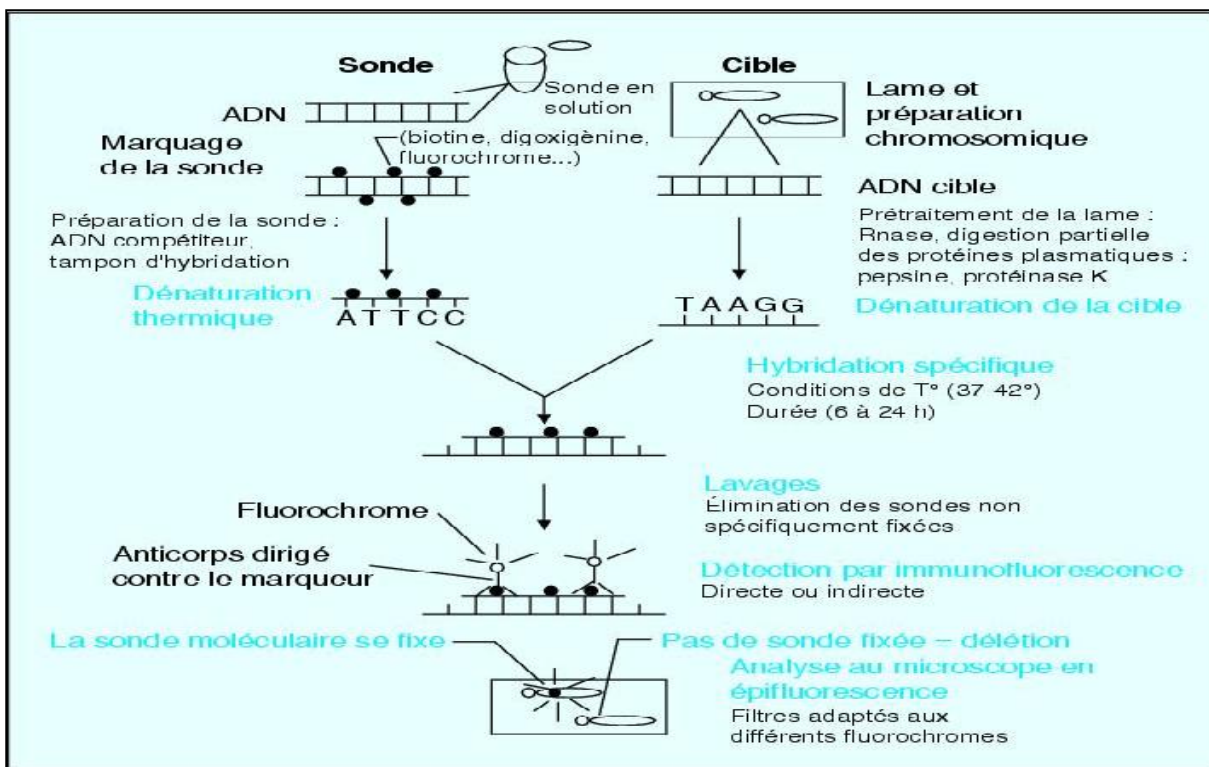 Sonde
Sonde en
solution
ADN
Marquage
de la sonde
(biotine, digoxigènine,
fluorochrome...)
Préparation de la sonde :
ADN compétiteur,
tampon d'hybridation
Dénaturation
thermique
ATTCC
Cible
Lame et
préparation
chromosomique
ADN cible
Prétraitement de la lame :
Rnase, digestion partielle
des protéines plasmatiques :
pepsine, protéinase K
TAAGG
Dénaturation de la cible
Hybridation spécifique
Conditions de T° (37 42°)
Durée (6 à 24 h)
Lavages
Élimination des sondes non
spécifiquement fixées
Fluorochrome
Anticorps dirigé
contre le marqueur
Détection par immunofluorescence
Directe ou indirecte
La sonde moléculaire se fixe
Pas de sonde fixée – délétion
Analyse au microscope en
épifluorescence
Filtres adaptés aux
différents fluorochromes